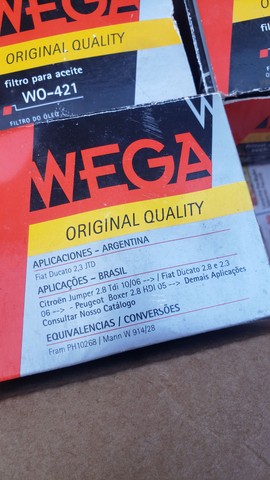 WEGA
ORIGINAL QUALITY
filtro para aceite
WO-421
FILTRO DO ÓLEO
WEGA
ORIGINAL QUALITY
APLICACIONES - ARGENTINA
Fiat Ducato 2.3 JTD
APLICAÇÕES - BRASIL
Citroën Jumper 2.8 Tdi 10/06 --> / Fiat Ducato 2.8 e 2.3
06 --> - Peugeot Boxer 2.8 HDI 05 --> Demais Aplicações
Consultar Nosso Catálogo
EQUIVALENCIAS / CONVERSÕES
Fram PH10268 / Mann W 914/28
ORIGINAL